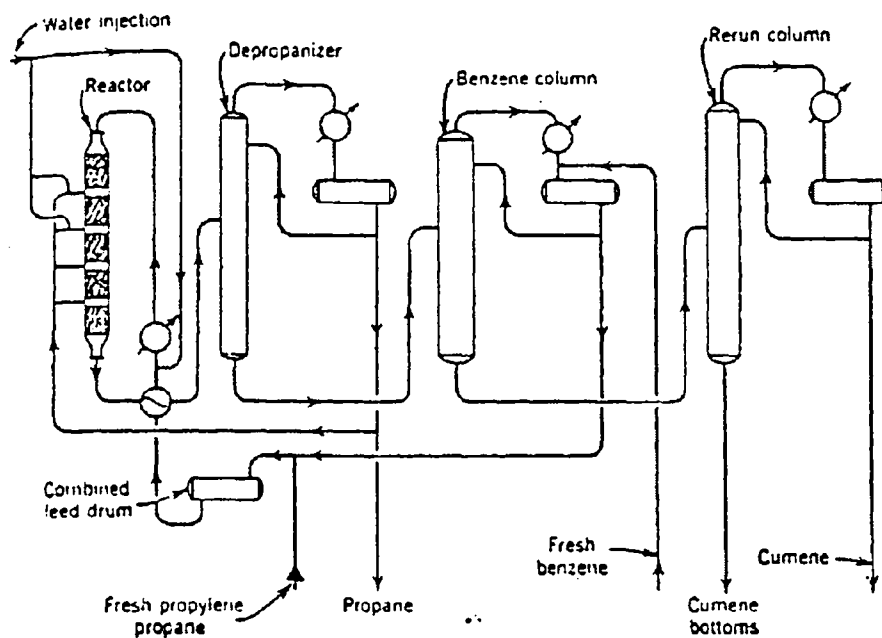 Water injection
Reactor
Depropanizer
Benzene column
Rerun column
Combined
feed drum
Fresh propylene
propane
Propane
Fresh
benzene
Cumene
bottoms
Cumene